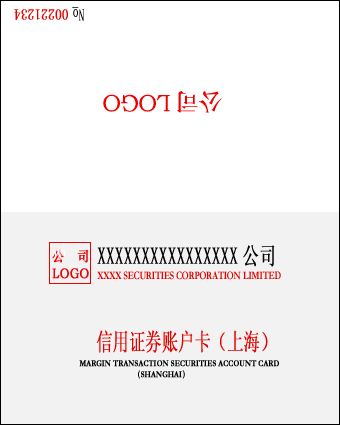 № 00221234
公司 LOGO
公 司
LOGO
XXXXXXXXXXXXXXXX 公司
XXXX SECURITIES CORPORATION LIMITED
信用证券账户卡（上海）
MARGIN TRANSACTION SECURITIES ACCOUNT CARD
(SHANGHAI)